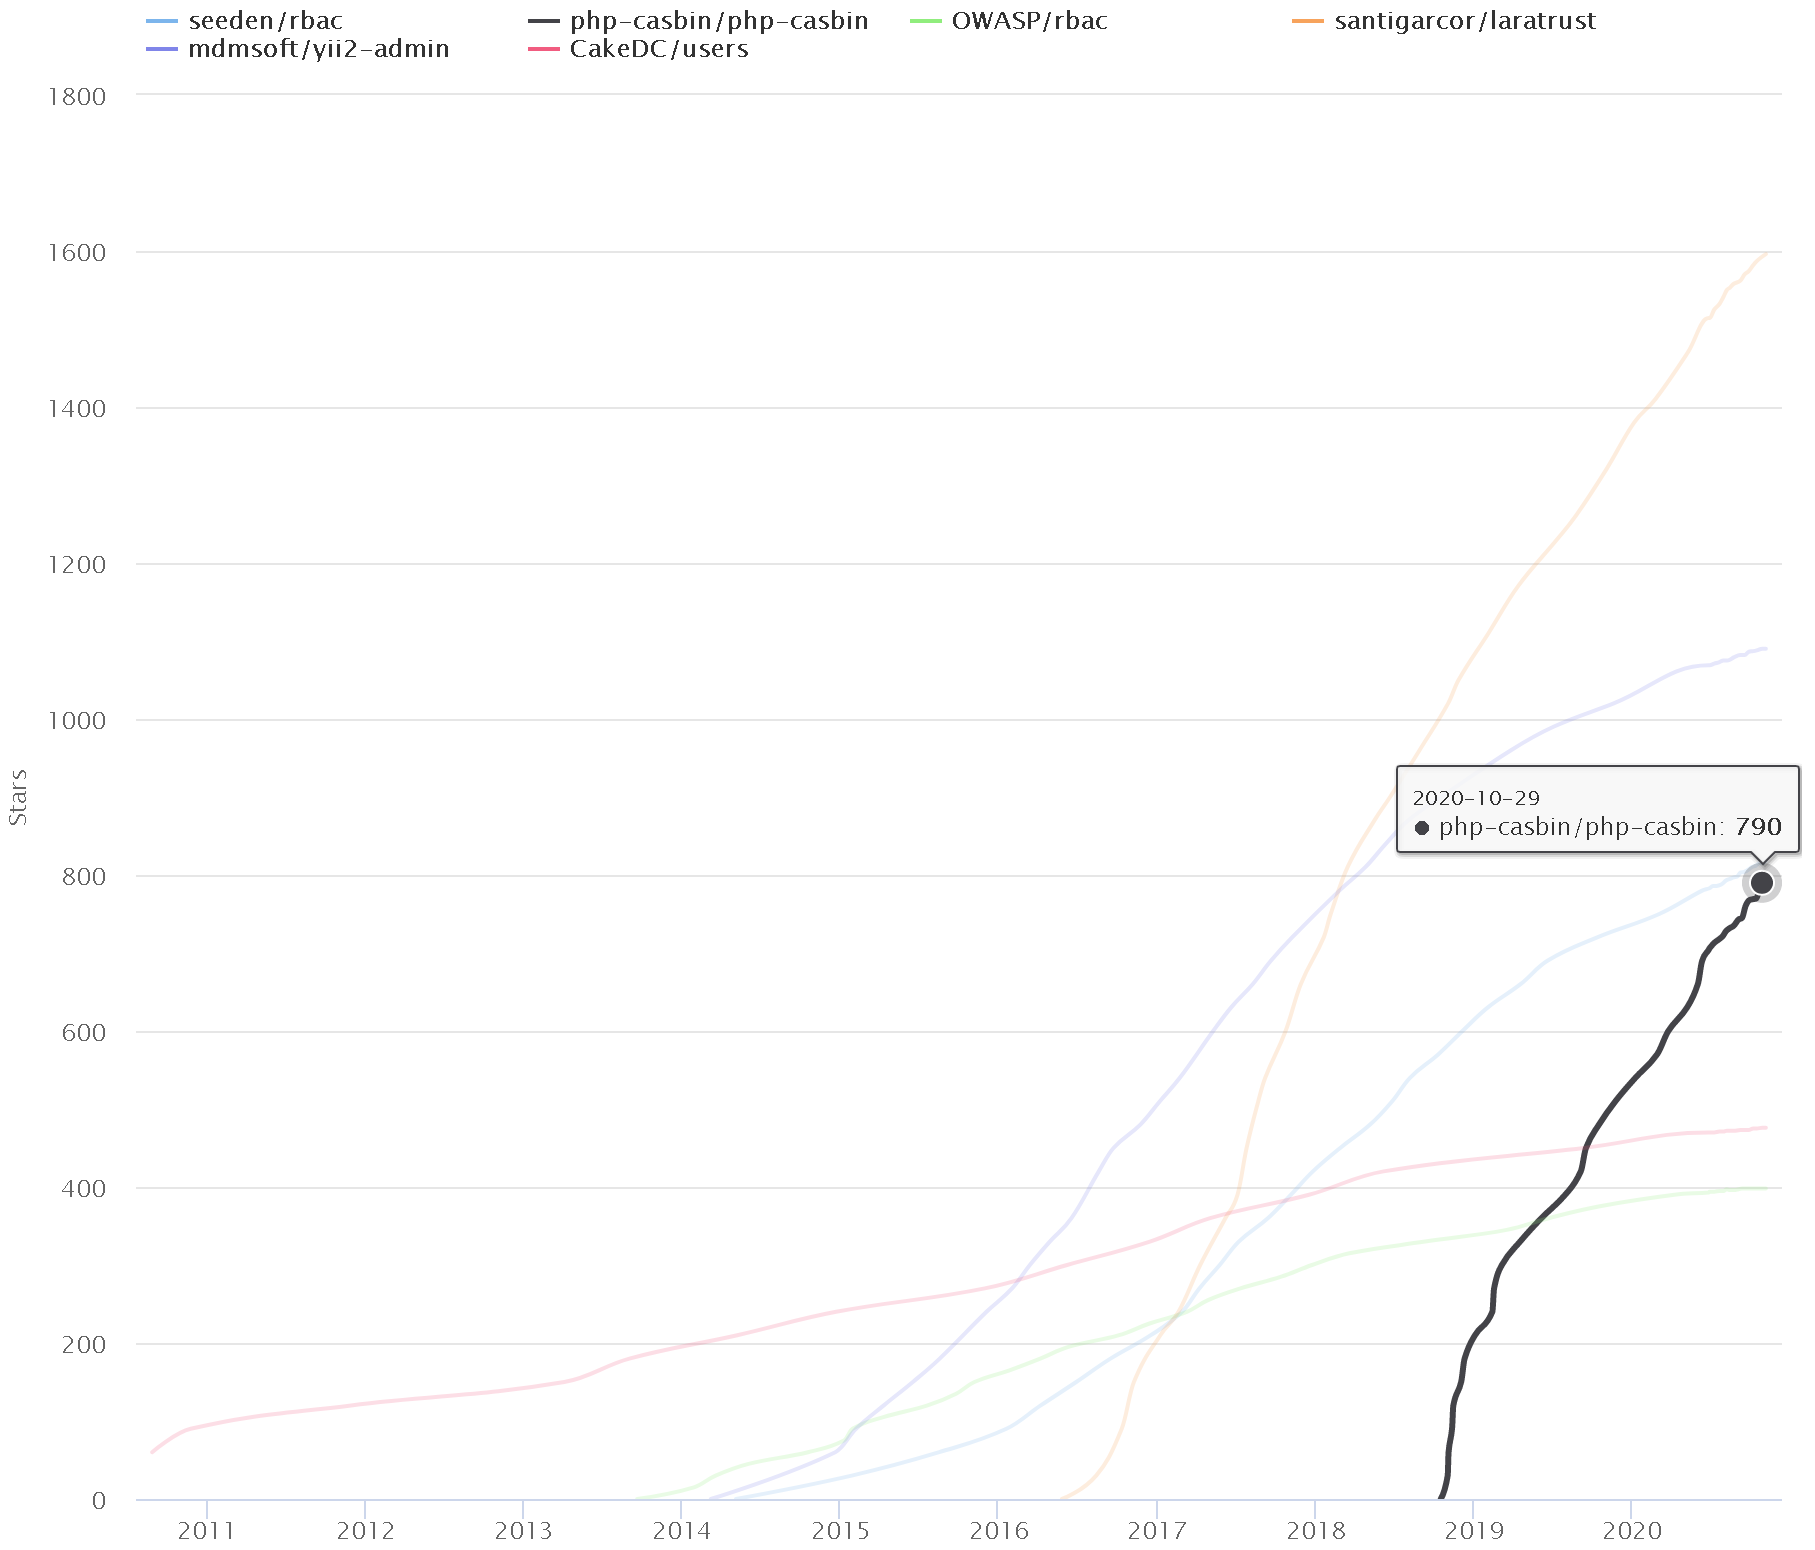 seeden/rbac php-casbin/php-casbin OWASP/rbac santigarcor/laratrust
mdmsoft/yii2-admin CakeDC/users
1800
1600
1400
1200
1000
800
600
400
200
0
Stars
2020-10-29
● php-casbin/php-casbin: 790
2011 2012 2013 2014 2015 2016 2017 2018 2019 2020